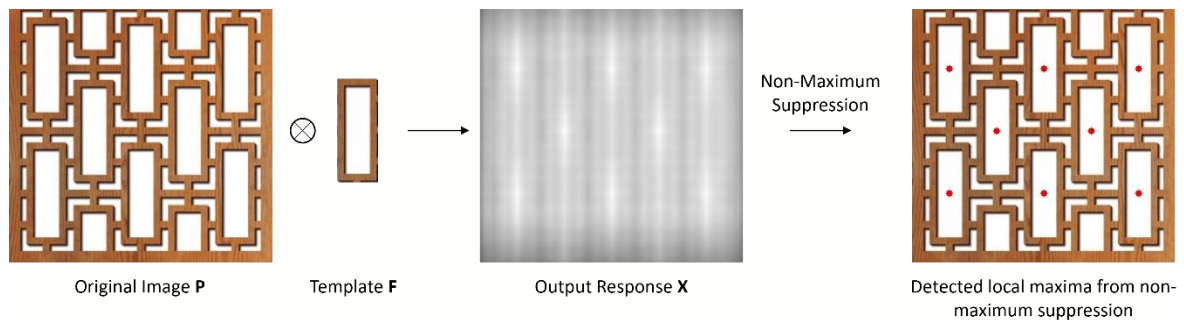 Non-Maximum
Suppression
Original Image P
Template F
Output Response X
Detected local maxima from non-
maximum suppression